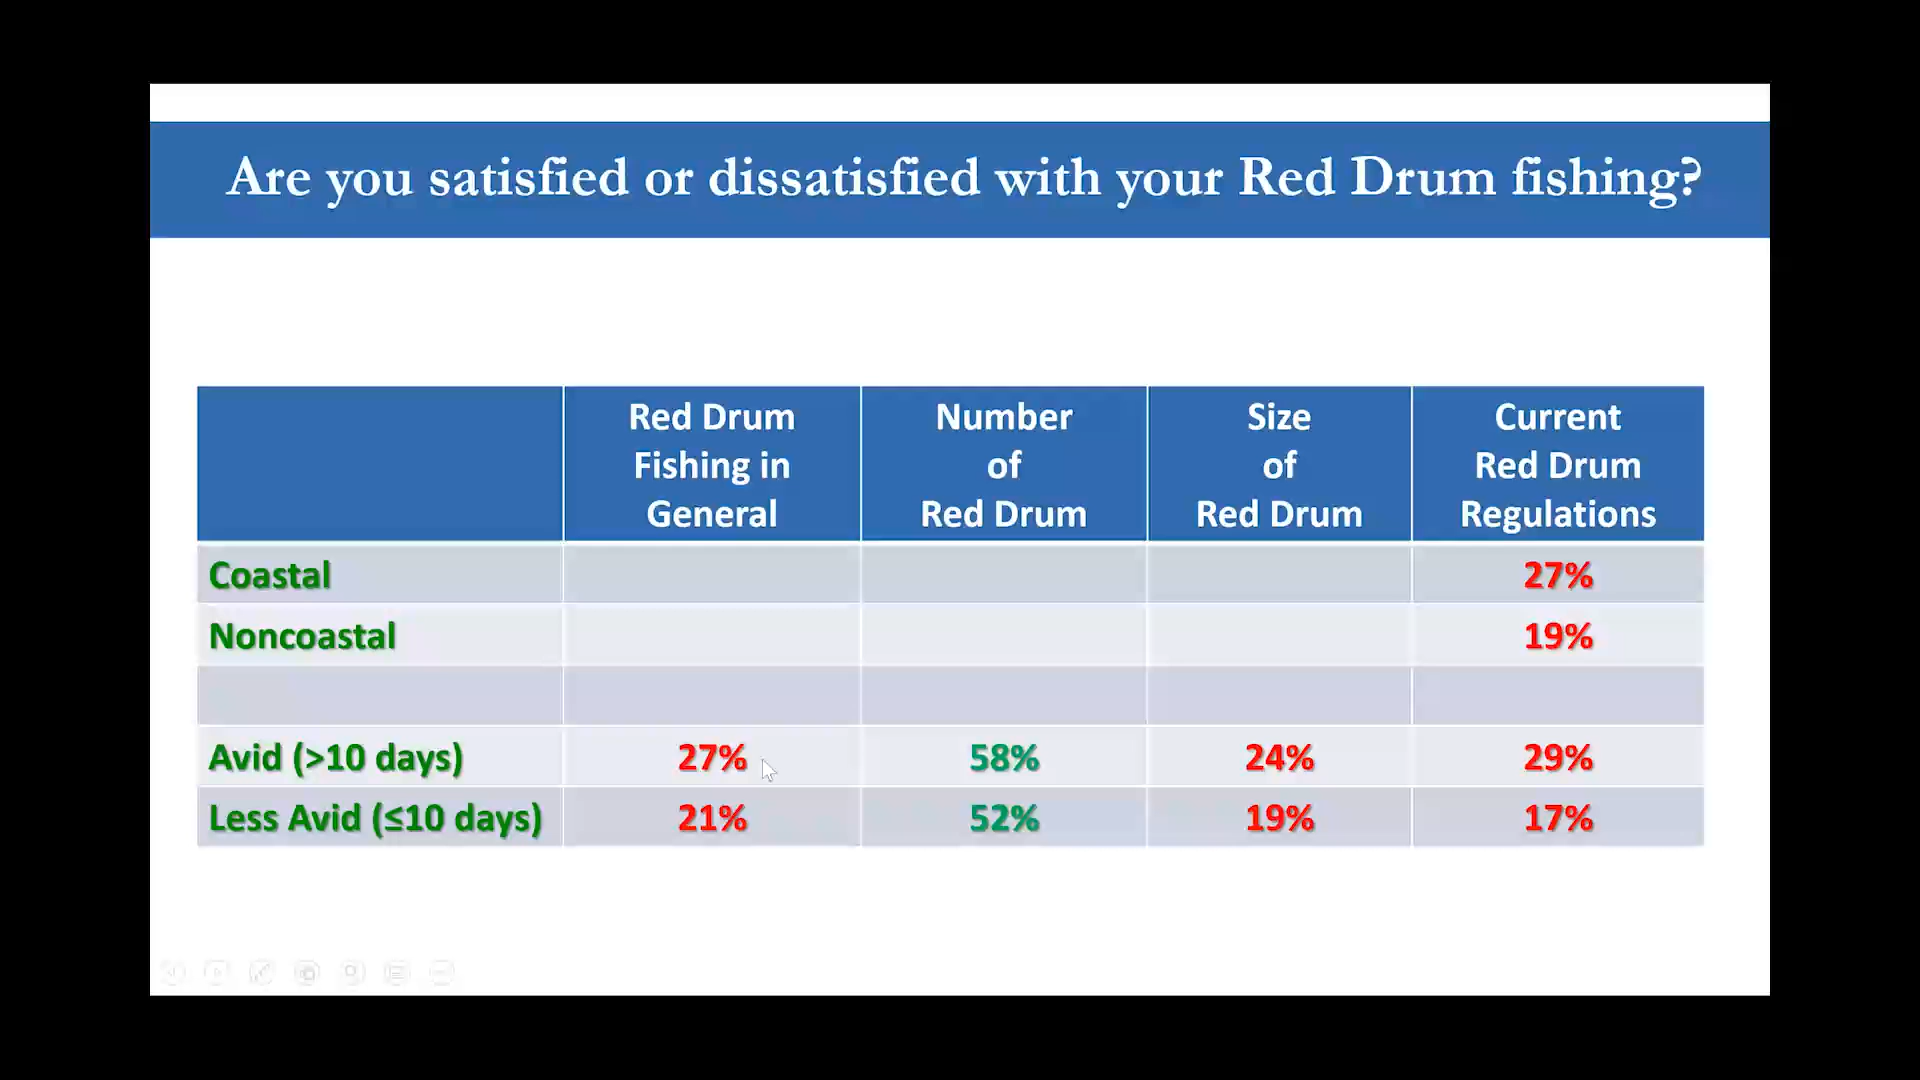 Are you satisfied or dissatisfied with your Red Drum fishing?
Red Drum
Fishing in
General
Number
of
Red Drum
Size
of
Red Drum
Current
Red Drum
Regulations
Coastal 27%
Noncoastal 19%
Avid (>10 days) 27% 58% 24% 29%
Less Avid (≤10 days) 21% 52% 19% 17%